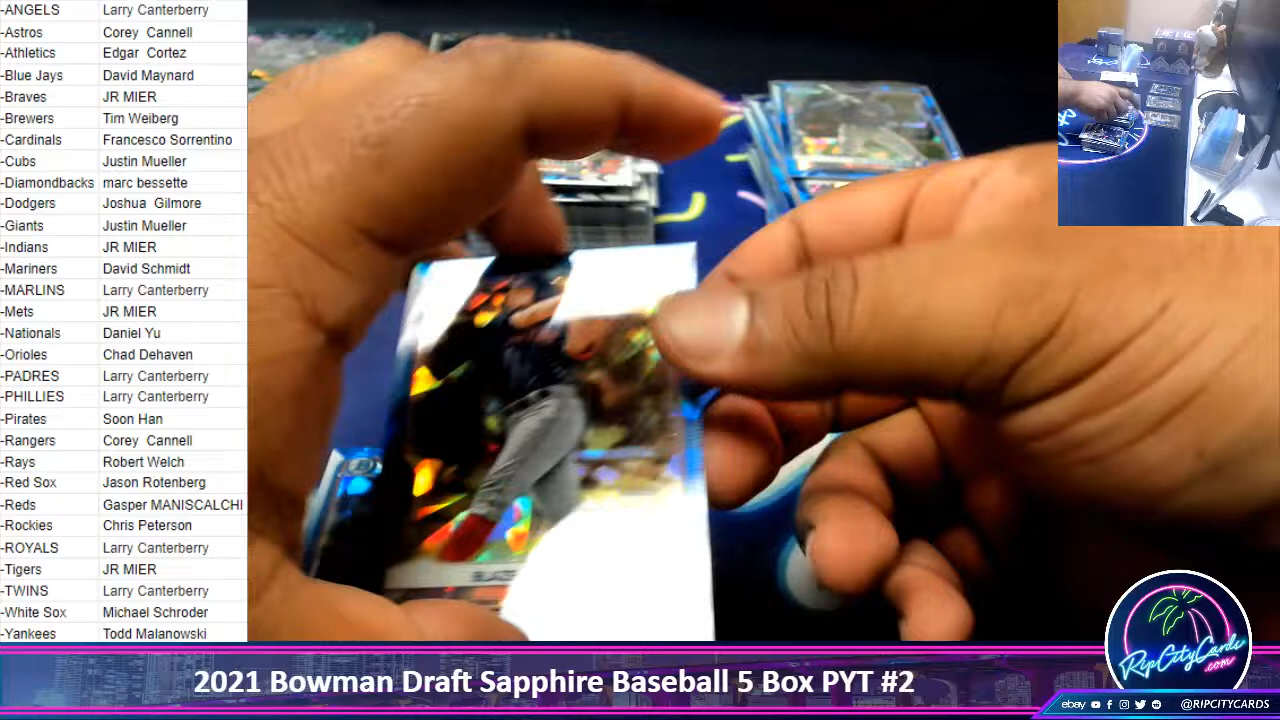 -ANGELS Larry Canterberry
-Astros Corey Cannell
-Athletics Edgar Cortez
-Blue Jays David Maynard
-Braves JR MIER
-Brewers Tim Weiberg
-Cardinals Francesco Sorrentino
-Cubs Justin Mueller
-Diamondbacks marc bessette
-Dodgers Joshua Gilmore
-Giants Justin Mueller
-Indians JR MIER
-Mariners David Schmidt
-MARLINS Larry Canterberry
-Mets JR MIER
-Nationals Daniel Yu
-Orioles Chad Dehaven
-PADRES Larry Canterberry
-PHILLIES Larry Canterberry
-Pirates Soon Han
-Rangers Corey Cannell
-Rays Robert Welch
-Red Sox Jason Rotenberg
-Reds Gasper MANISCALCHI
-Rockies Chris Peterson
-ROYALS Larry Canterberry
-Tigers JR MIER
-TWINS Larry Canterberry
-White Sox Michael Schroder
-Yankees Todd Malanowski
RipCityCards
.com
2021 Bowman Draft Sapphire Baseball 5 Box PYT #2
ebay @RIPCITYCARDS